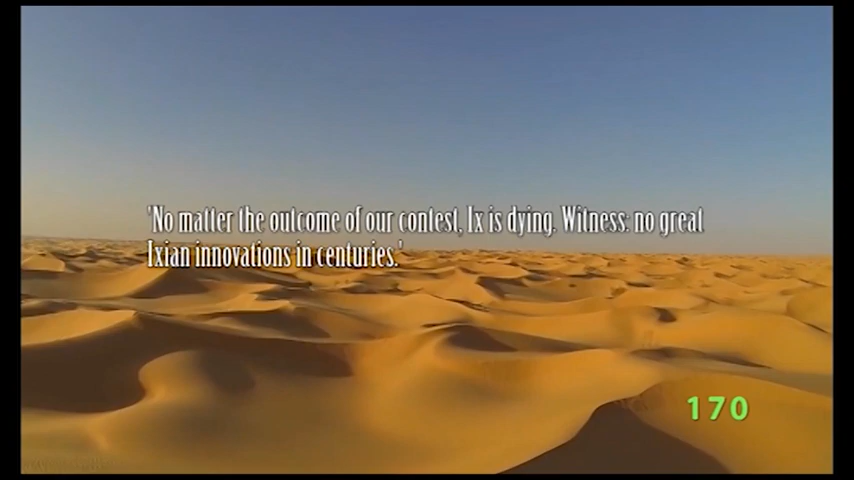 'No matter the outcome of our contest, Ix is dying. Witness: no great
Ixian innovations in centuries.'
170